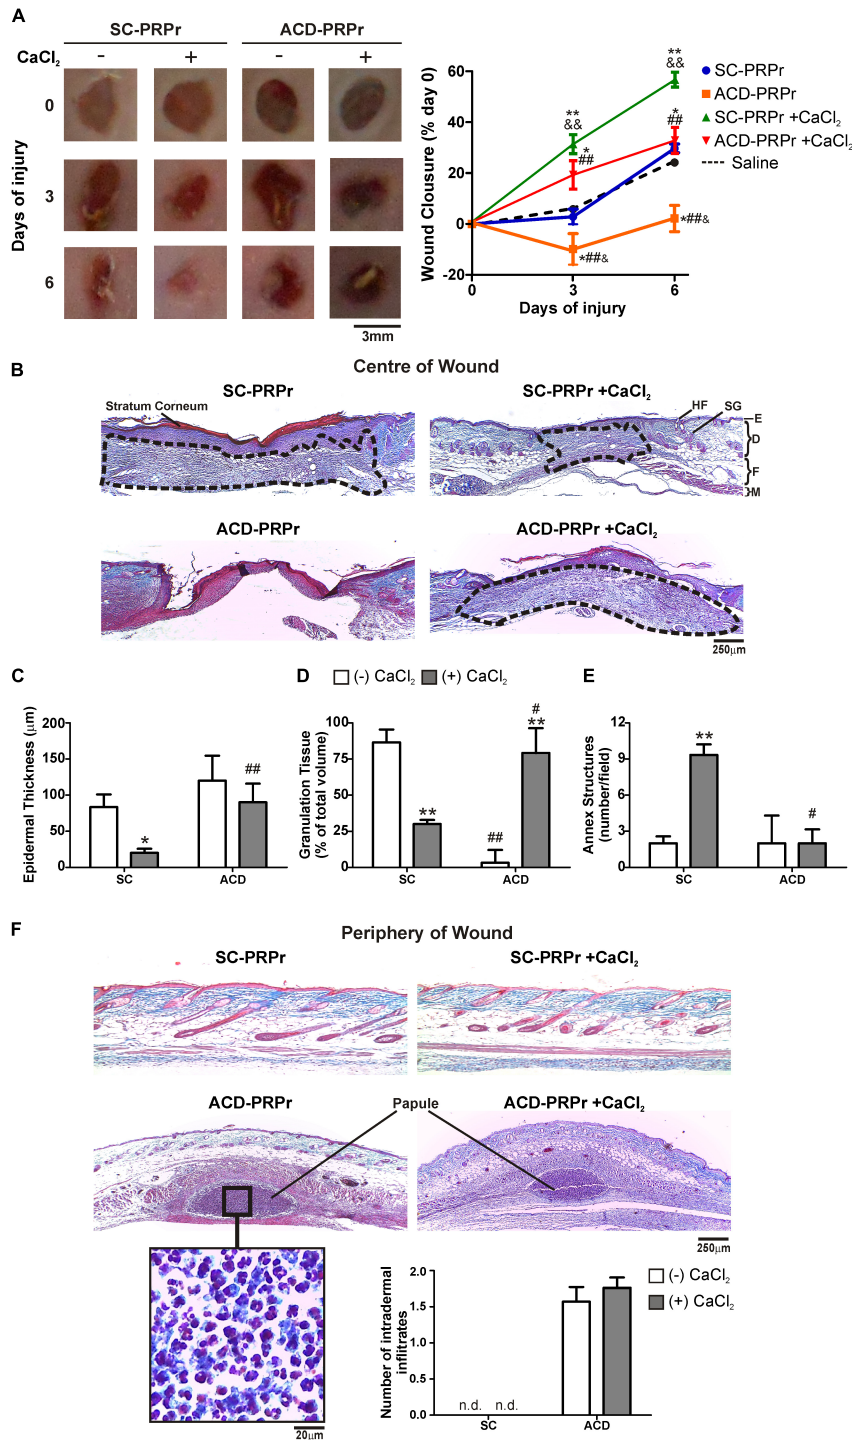 A
SC-PRPr ACD-PRPr
CaCl2 - + - +
Days of injury
0
3
6
3mm
Wound Clousure (% day 0)
60
40
20
0
-20
0 3 6
Days of injury
**
&&
*
##
*##&
**
&&
*
##
*##&
SC-PRPr
ACD-PRPr
SC-PRPr +CaCl2
ACD-PRPr +CaCl2
Saline
B
Centre of Wound
SC-PRPr SC-PRPr +CaCl2
Stratum Corneum
HF SG
E
D
F
M
ACD-PRPr ACD-PRPr +CaCl2
250µm
(-) CaCl2 (+) CaCl2
C
Epidermal Thickness (µm)
200
150
100
50
0
*
##
SC ACD
D
Granulation Tissue
(% of total volume)
100
75
50
25
0
**
##
#
**
SC ACD
E
Annex Structures
(number/field)
12
9
6
3
0
**
#
SC ACD
F
Periphery of Wound
SC-PRPr SC-PRPr +CaCl2
ACD-PRPr Papule ACD-PRPr +CaCl2
250µm
20µm
Number of intradermal
inflitrates
2.0
1.5
1.0
0.5
0.0
n.d. n.d.
SC ACD
(-) CaCl2
(+) CaCl2